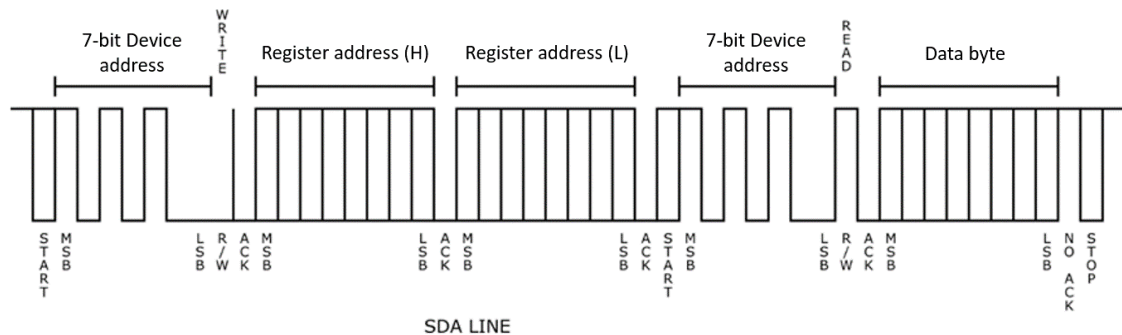 WRITE
READ
7-bit Device
address
Register address (H)
Register address (L)
7-bit Device
address
Data byte
START
MSB
LSB
R/W
ACK
MSB
LSB
ACK
MSB
LSB
ACK
START
MSB
LSB
R/W
ACK
MSB
LSB
NO ACK
STOP
SDA LINE